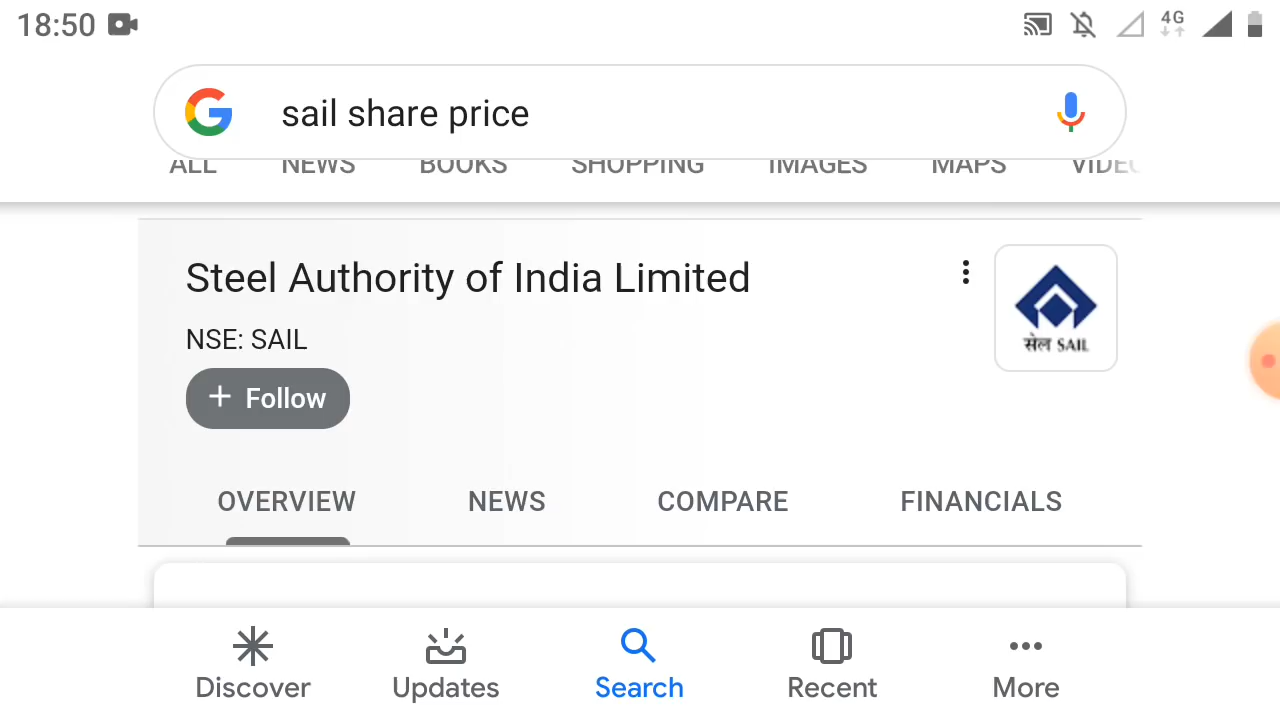 18:50
4G
sail share price
ALL NEWS BOOKS SHOPPING IMAGES MAPS VIDEO
Steel Authority of India Limited
NSE: SAIL
सेल SAIL
+ Follow
OVERVIEW NEWS COMPARE FINANCIALS
Discover Updates Search Recent More